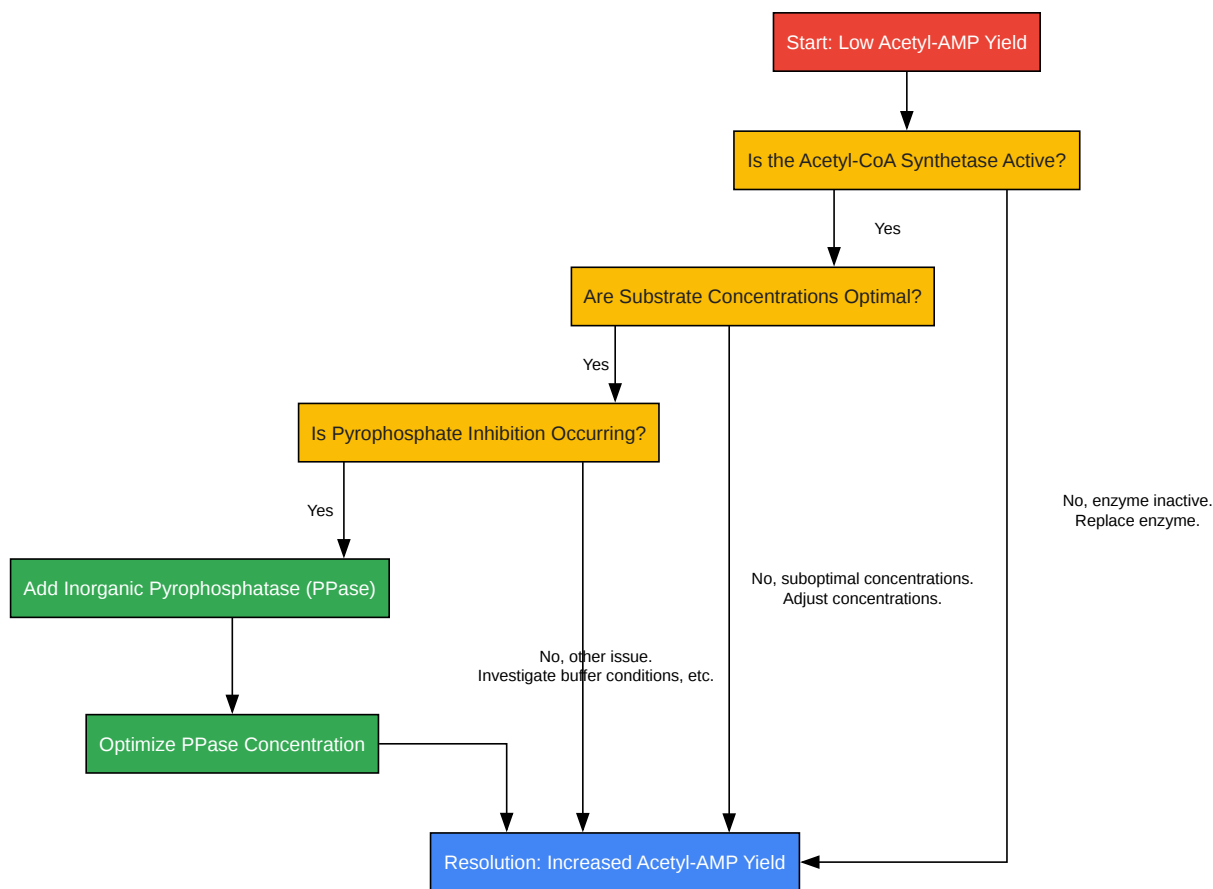 Start: Low Acetyl-AMP Yield
Is the Acetyl-CoA Synthetase Active?
Yes
Are Substrate Concentrations Optimal?
Yes
Is Pyrophosphate Inhibition Occurring?
Yes
No, enzyme inactive.
Replace enzyme.
Add Inorganic Pyrophosphatase (PPase)
No, suboptimal concentrations.
Adjust concentrations.
No, other issue.
Investigate buffer conditions, etc.
Optimize PPase Concentration
Resolution: Increased Acetyl-AMP Yield